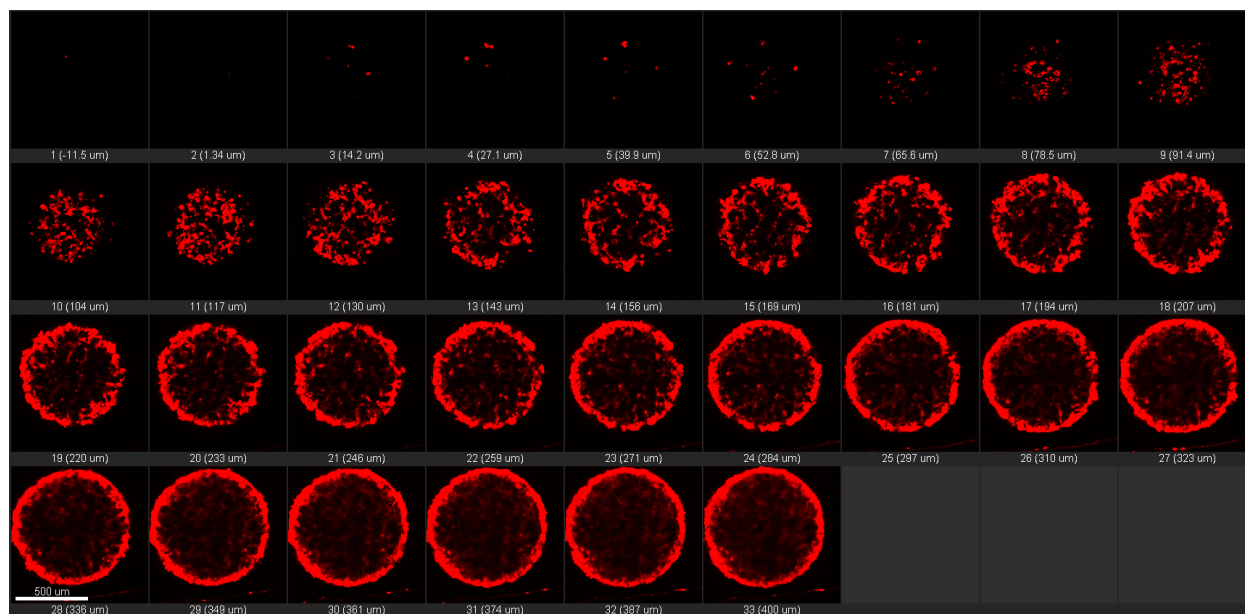 1 (-11.5 um) 2 (1.34 um) 3 (14.2 um) 4 (27.1 um) 5 (39.9 um) 6 (52.8 um) 7 (65.6 um) 8 (78.5 um) 9 (91.4 um)
10 (104 um) 11 (117 um) 12 (130 um) 13 (143 um) 14 (156 um) 15 (169 um) 16 (181 um) 17 (194 um) 18 (207 um)
19 (220 um) 20 (233 um) 21 (246 um) 22 (259 um) 23 (271 um) 24 (284 um) 25 (297 um) 26 (310 um) 27 (323 um)
500 um
28 (336 um) 29 (349 um) 30 (361 um) 31 (374 um) 32 (387 um) 33 (400 um)